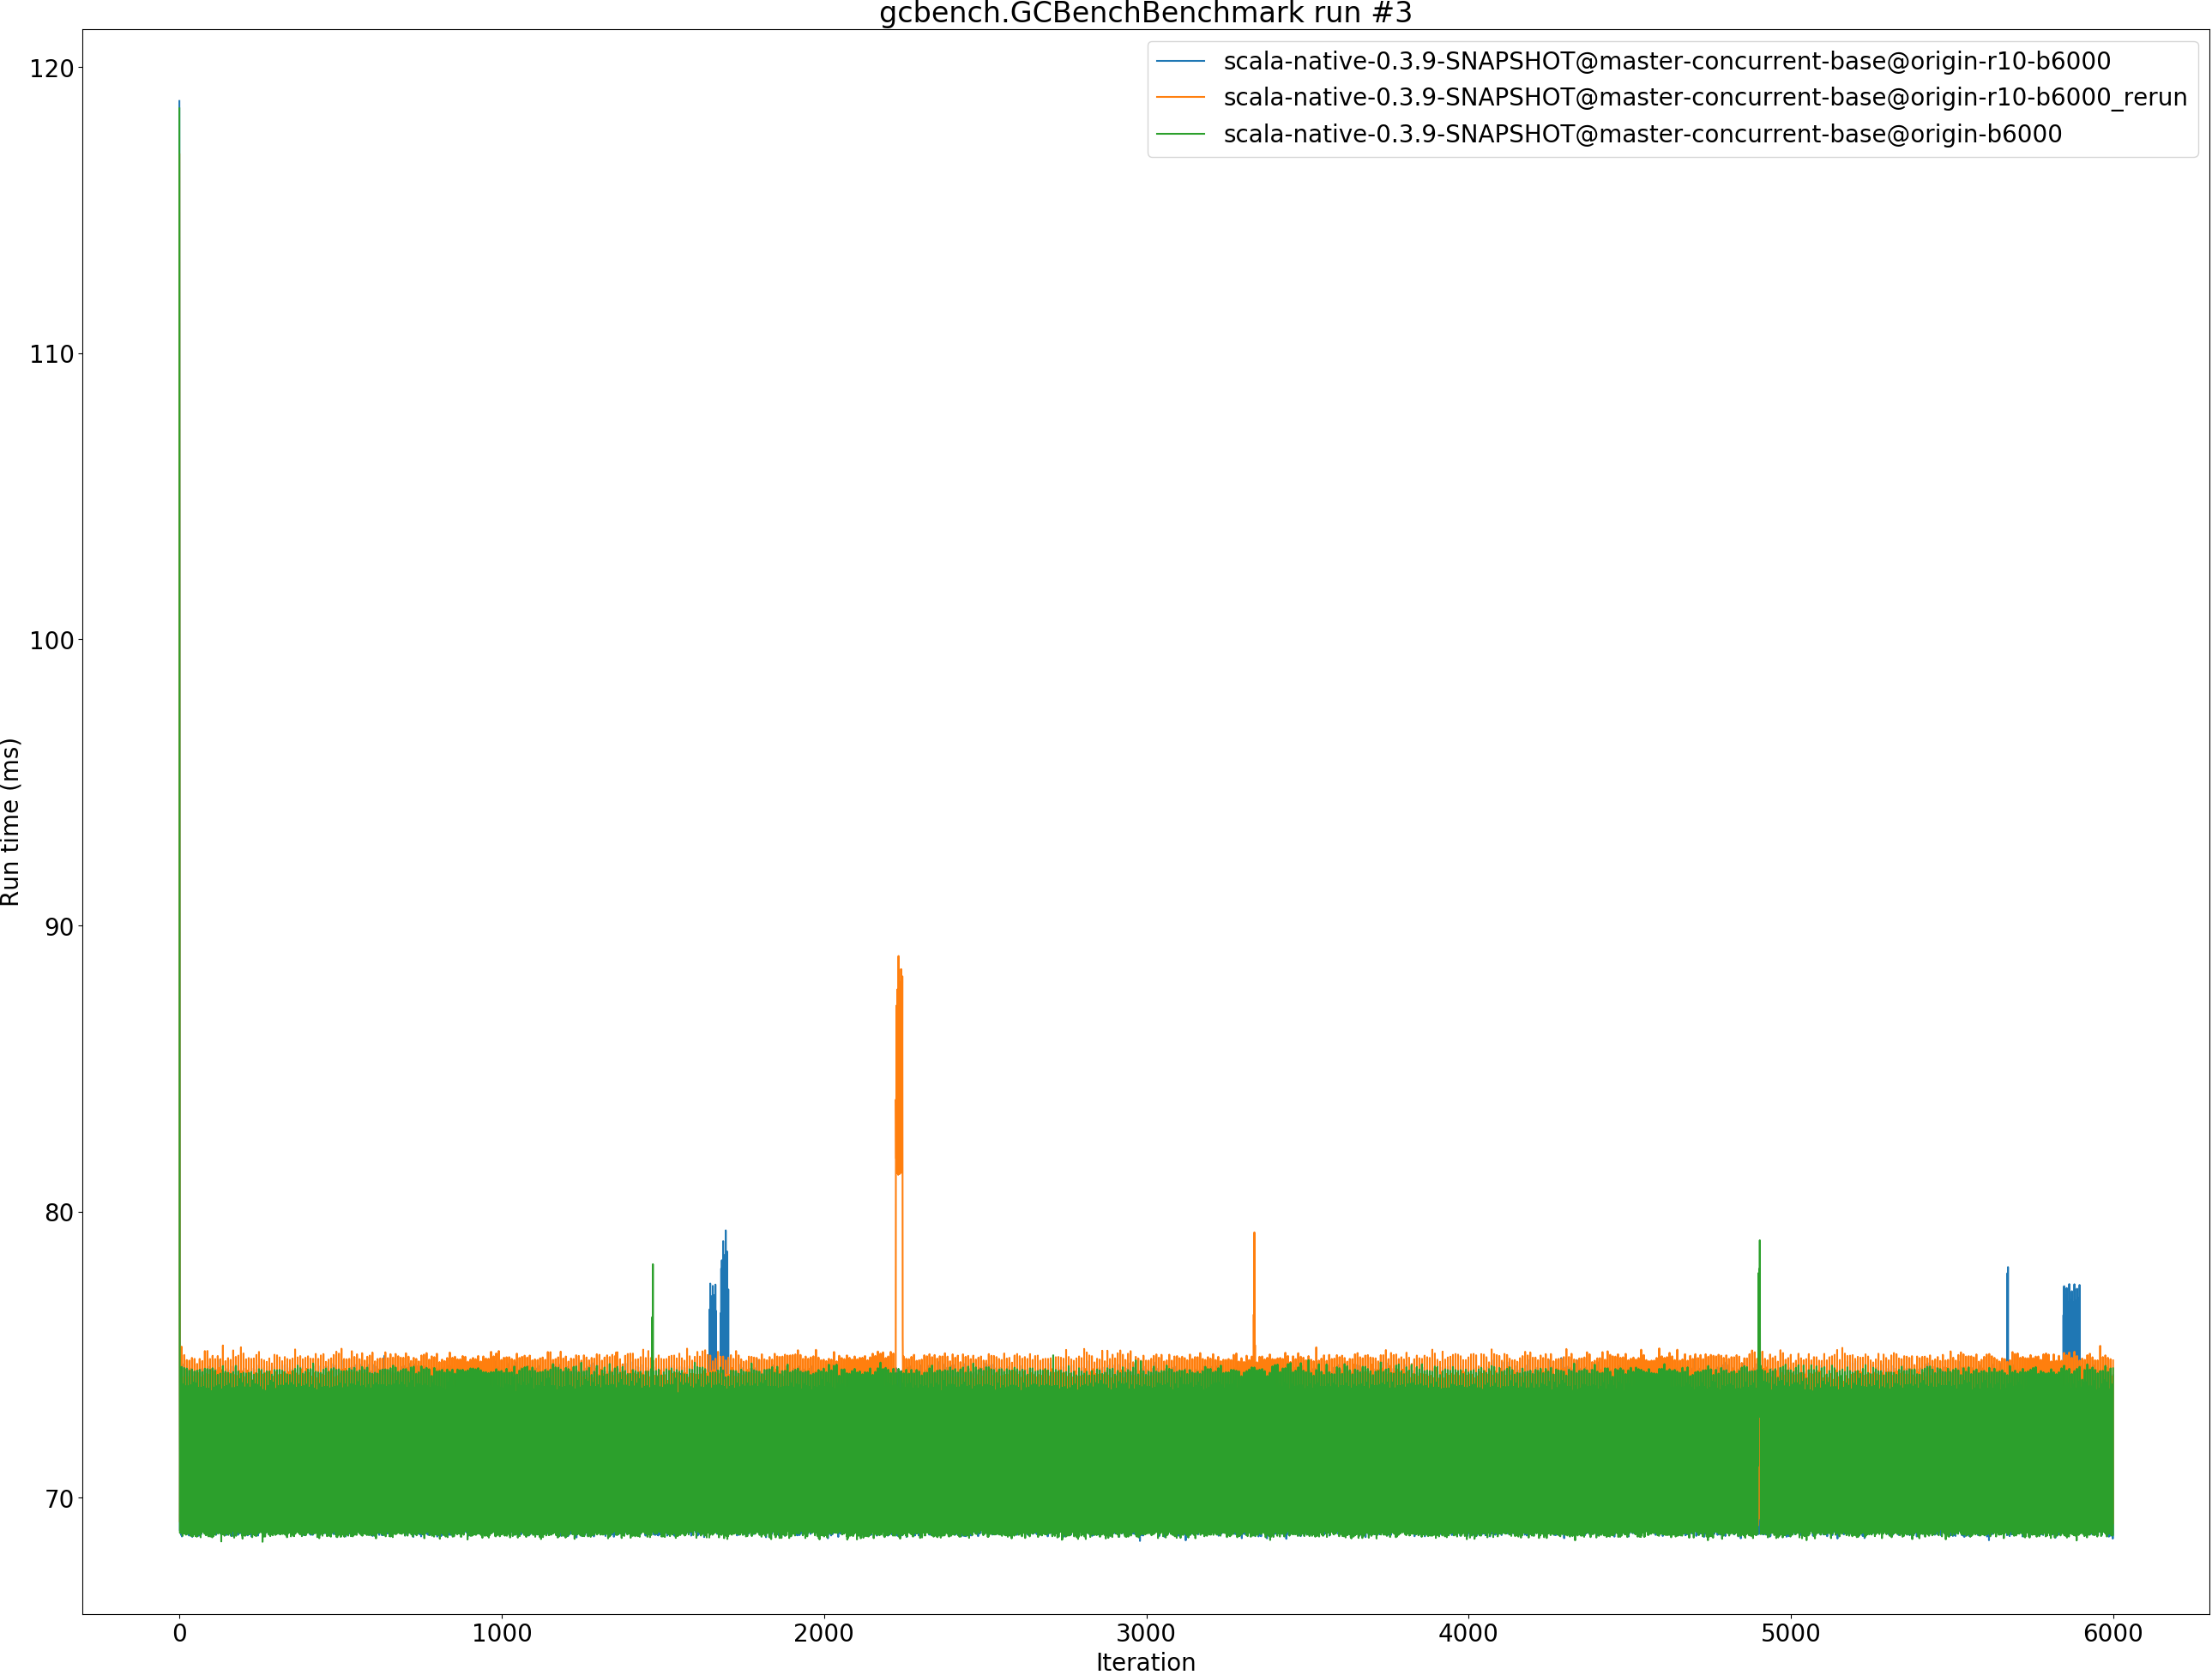 gcbench.GCBenchBenchmark run #3
scala-native-0.3.9-SNAPSHOT@master-concurrent-base@origin-r10-b6000
scala-native-0.3.9-SNAPSHOT@master-concurrent-base@origin-r10-b6000_rerun
scala-native-0.3.9-SNAPSHOT@master-concurrent-base@origin-b6000
120
110
100
90
80
70
Run time (ms)
0 1000 2000 3000 4000 5000 6000
Iteration